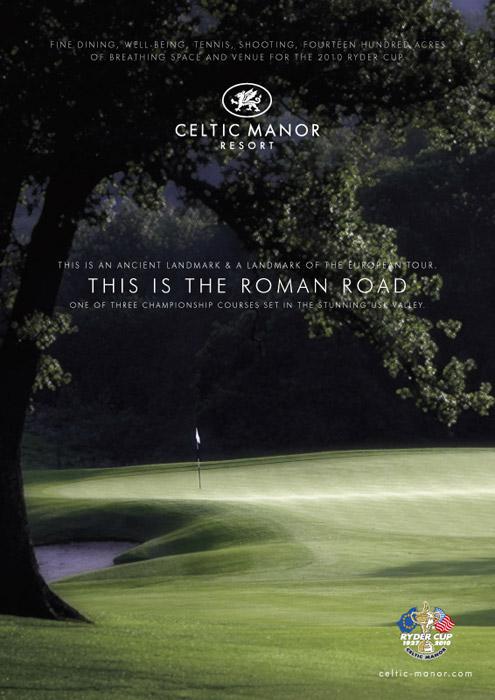 FINE DINING, WELL-BEING, TENNIS, SHOOTING, FOURTEEN HUNDRED ACRES
OF BREATHING SPACE AND VENUE FOR THE 2010 RYDER CUP
CELTIC MANOR
RESORT
THIS IS AN ANCIENT LANDMARK & A LANDMARK OF THE EUROPEAN TOUR.
THIS IS THE ROMAN ROAD
ONE OF THREE CHAMPIONSHIP COURSES SET IN THE STUNNING USK VALLEY.
RYDER CUP
1927 2010
CELTIC MANOR
celtic-manor.com